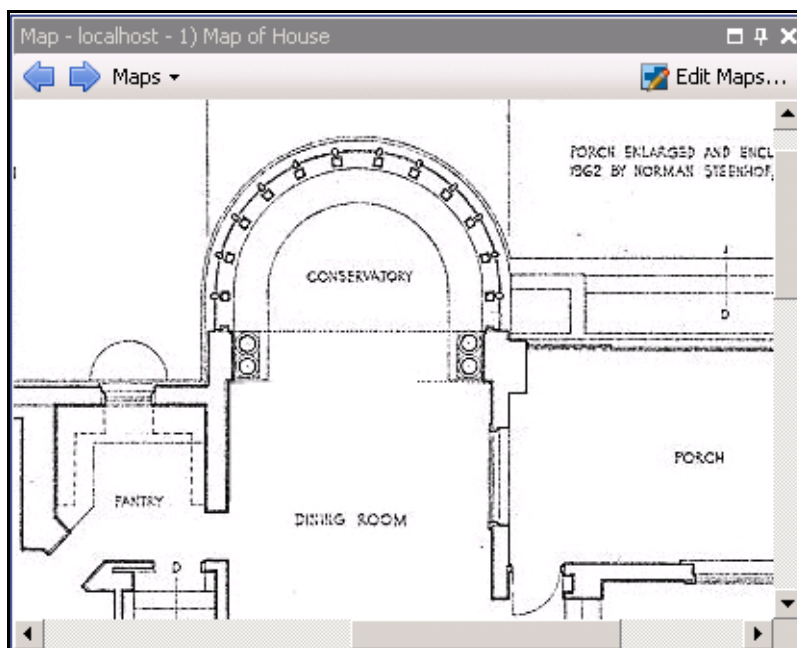 Map - localhost - 1) Map of House
Maps
Edit Maps...
PORCH ENLARGED AND ENCL
1962 BY NORMAN STEENHOF,
CONSERVATORY
D
PORCH
PANTRY
DINING ROOM
D